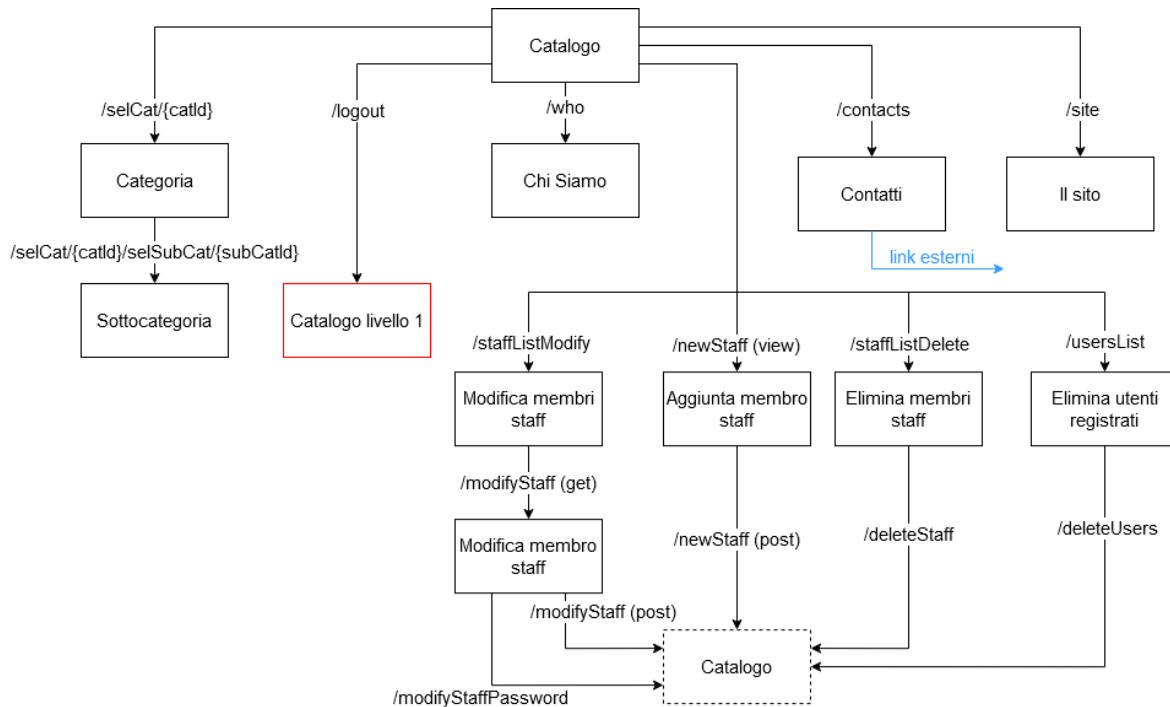 Catalogo
/selCat/{catId}
/logout
/who
/contacts
/site
Categoria
Chi Siamo
Contatti
Il sito
/selCat/{catId}/selSubCat/{subCatId}
link esterni
Sottocategoria
Catalogo livello 1
/staffListModify
/newStaff (view)
/staffListDelete
/usersList
Modifica membri
staff
Aggiunta membro
staff
Elimina membri
staff
Elimina utenti
registrati
/modifyStaff (get)
/newStaff (post)
/deleteStaff
/deleteUsers
Modifica membro
staff
/modifyStaff (post)
Catalogo
/modifyStaffPassword